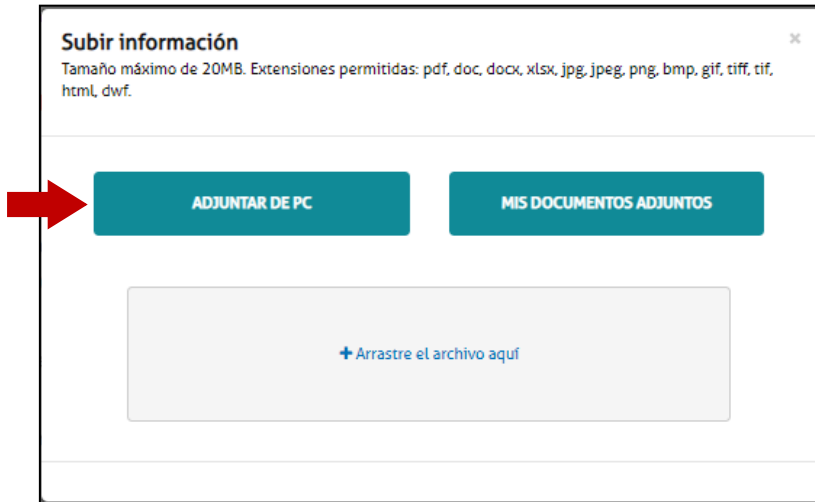 Subir información
×
Tamaño máximo de 20MB. Extensiones permitidas: pdf, doc, docx, xlsx, jpg, jpeg, png, bmp, gif, tiff, tif,
html, dwf.
ADJUNTAR DE PC
MIS DOCUMENTOS ADJUNTOS
+ Arrastre el archivo aquí